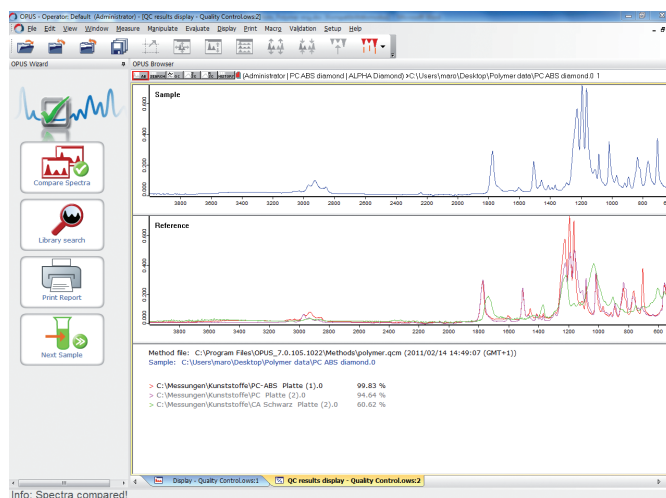 OPUS - Operator: Default (Administrator) - [QC results display - Quality Control.ows:2]
File Edit View Window Measure Manipulate Evaluate Display Print Macro Validation Setup Help
OPUS Wizard
OPUS Browser
(Administrator | PC ABS diamond | ALPHA Diamond) >C:\Users\maro\Desktop\Polymer data\PC ABS diamond.0 1
Compare Spectra
Library search
Print Report
Next Sample
Sample
0.600
0.400
0.200
0.000
3800 3600 3400 3200 3000 2800 2600 2400 2200 2000 1800 1600 1400 1200 1000 800 600
Reference
0.600
0.400
0.200
0.000
3800 3600 3400 3200 3000 2800 2600 2400 2200 2000 1800 1600 1400 1200 1000 800 600
Method file: C:\Program Files\OPUS_7.0.105.1022\Methods\polymer.qcm (2011/02/14 14:49:07 (GMT+1))
Sample: C:\Users\maro\Desktop\Polymer data\PC ABS diamond.0
> C:\Messungen\Kunststoffe\PC-ABS Platte (1).0 99.83 %
> C:\Messungen\Kunststoffe\PC Platte (2).0 94.64 %
> C:\Messungen\Kunststoffe\CA Schwarz Platte (2).0 60.62 %
Display - Quality Control.ows:1
QC results display - Quality Control.ows:2
Info: Spectra compared!